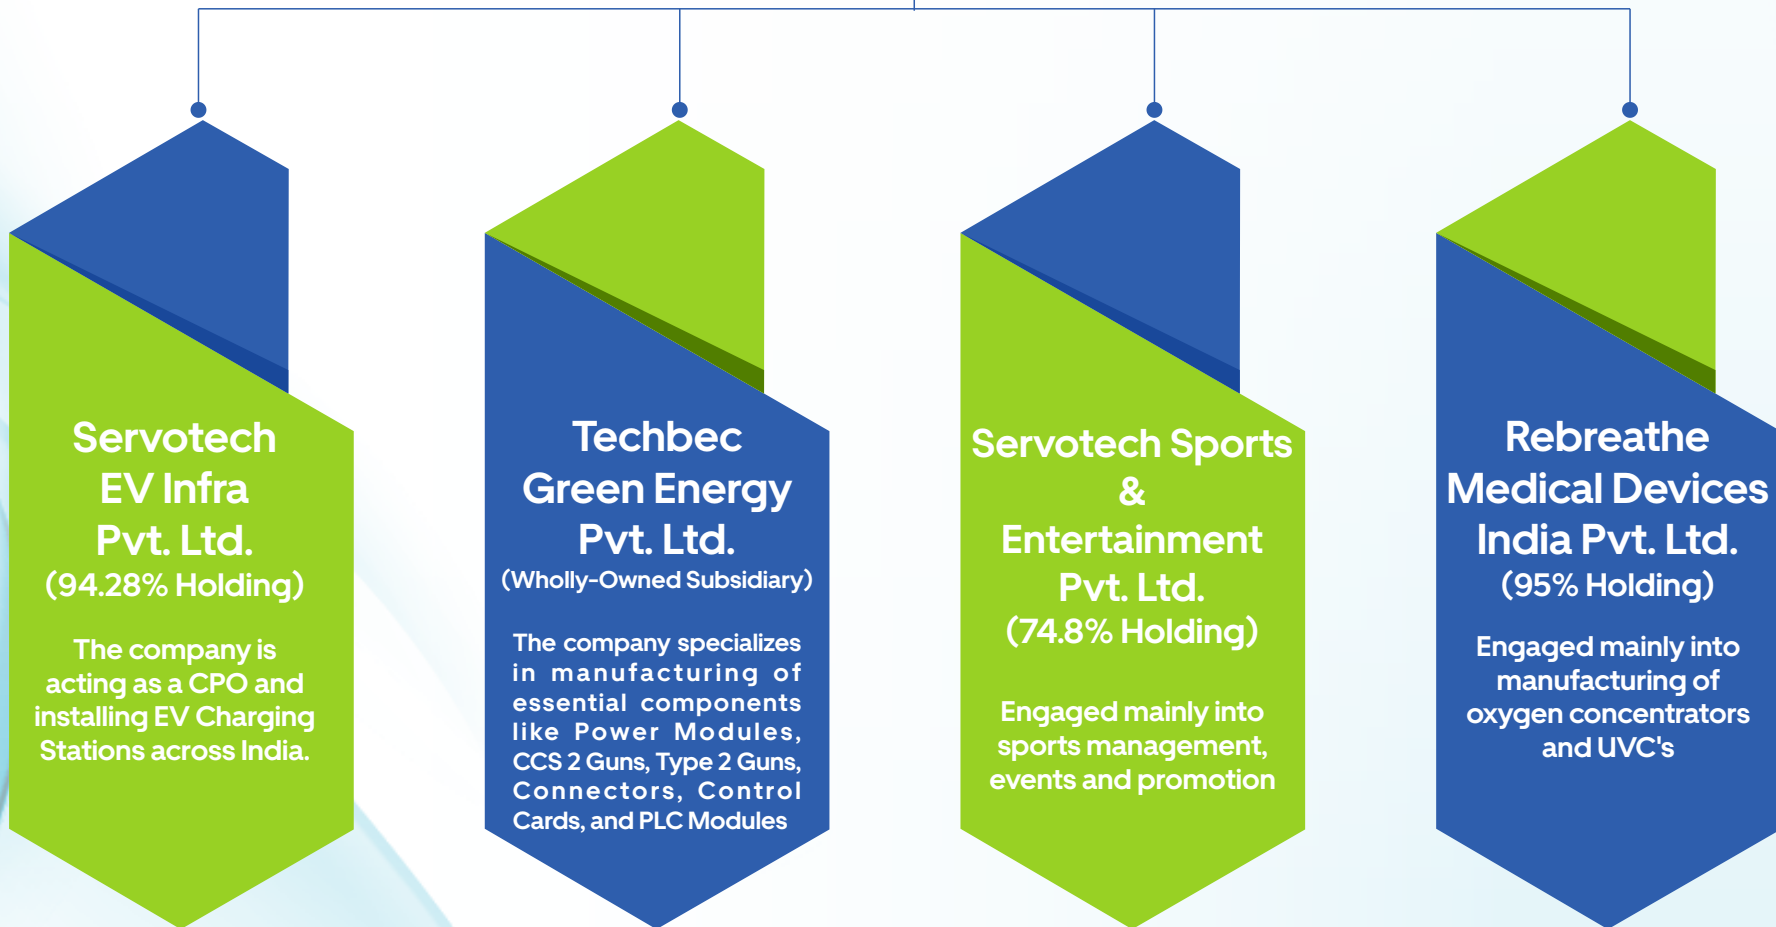 Servotech
EV Infra
Pvt. Ltd.
(94.28% Holding)
The company is
acting as a CPO and
installing EV Charging
Stations across India.
Techbec
Green Energy
Pvt. Ltd.
(Wholly-Owned Subsidiary)
The company specializes
in manufacturing of
essential components
like Power Modules,
CCS 2 Guns, Type 2 Guns,
Connectors, Control
Cards, and PLC Modules
Servotech Sports
&
Entertainment
Pvt. Ltd.
(74.8% Holding)
Engaged mainly into
sports management,
events and promotion
Rebreathe
Medical Devices
India Pvt. Ltd.
(95% Holding)
Engaged mainly into
manufacturing of
oxygen concentrators
and UVC's